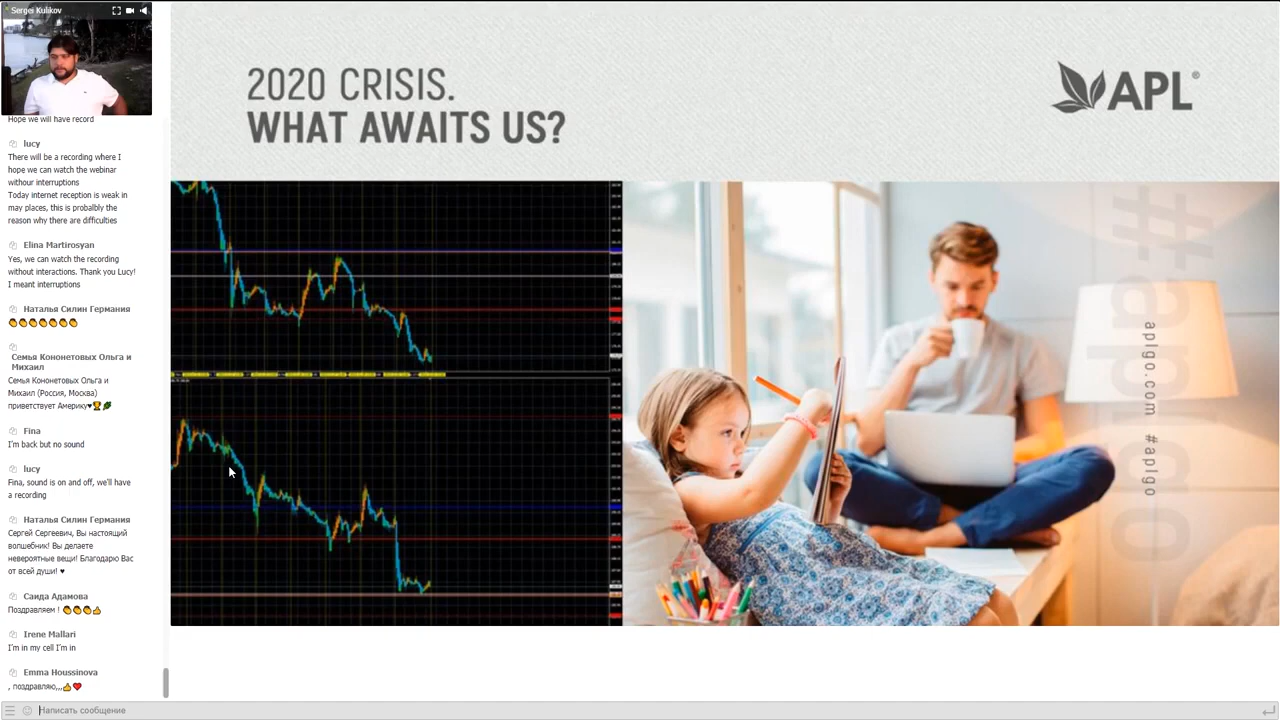 Sergei Kulikov
Hope we will have record
lucy
There will be a recording where I
hope we can watch the webinar
withour interruptions
Today internet reception is weak in
may places, this is probalbly the
reason why there are difficulties
Elina Martirosyan
Yes, we can watch the recording
without interactions. Thank you Lucy!
I meant interruptions
Наталья Силин Германия
👏👏👏👏👏👏👏
Семья Кононетовых Ольга и
Михаил
Семья Кононетовых Ольга и
Михаил (Россия, Москва)
приветствует Америку♥🏆🌿
Fina
I'm back but no sound
lucy
Fina, sound is on and off, we'll have
a recording
Наталья Силин Германия
Сергей Сергеевич, Вы настоящий
волшебник! Вы делаете
невероятные вещи! Благодарю Вас
от всей души! ♥
Саида Адамова
Поздравляем ! 👏👏👏👍
Irene Mallari
I'm in my cell I'm in
Emma Houssinova
, поздравляю,,,👍❤
Написать сообщение
2020 CRISIS.
WHAT AWAITS US?
APL®
#aplgo
aplgo.com #aplgo